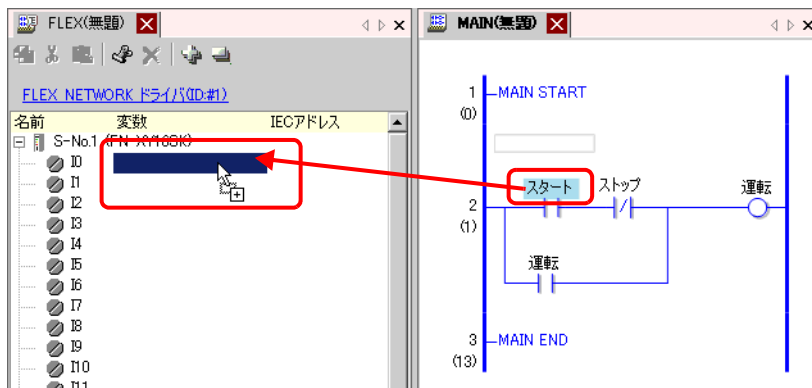 FLEX(無題)
FLEX NETWORK ドライバ(ID:#1)
名前 変数 IECアドレス
S-No.1 (FN-XY16SK)
I0
I1
I2
I3
I4
I5
I6
I7
I8
I9
I10
I11
MAIN(無題)
1 MAIN START
(0)
スタート ストップ 運転
2
(1)
運転
3 MAIN END
(13)